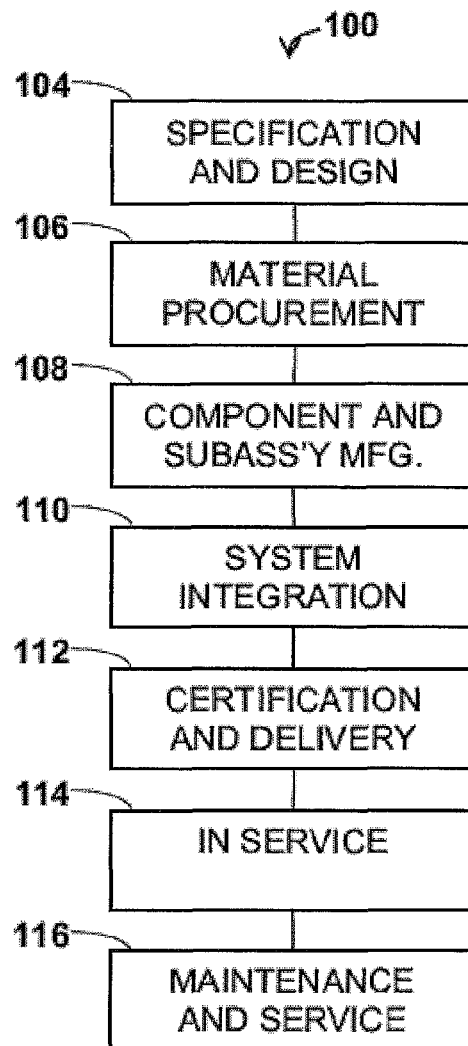 100
104
SPECIFICATION
AND DESIGN
106
MATERIAL
PROCUREMENT
108
COMPONENT AND
SUBASS'Y MFG.
110
SYSTEM
INTEGRATION
112
CERTIFICATION
AND DELIVERY
114
IN SERVICE
116
MAINTENANCE
AND SERVICE